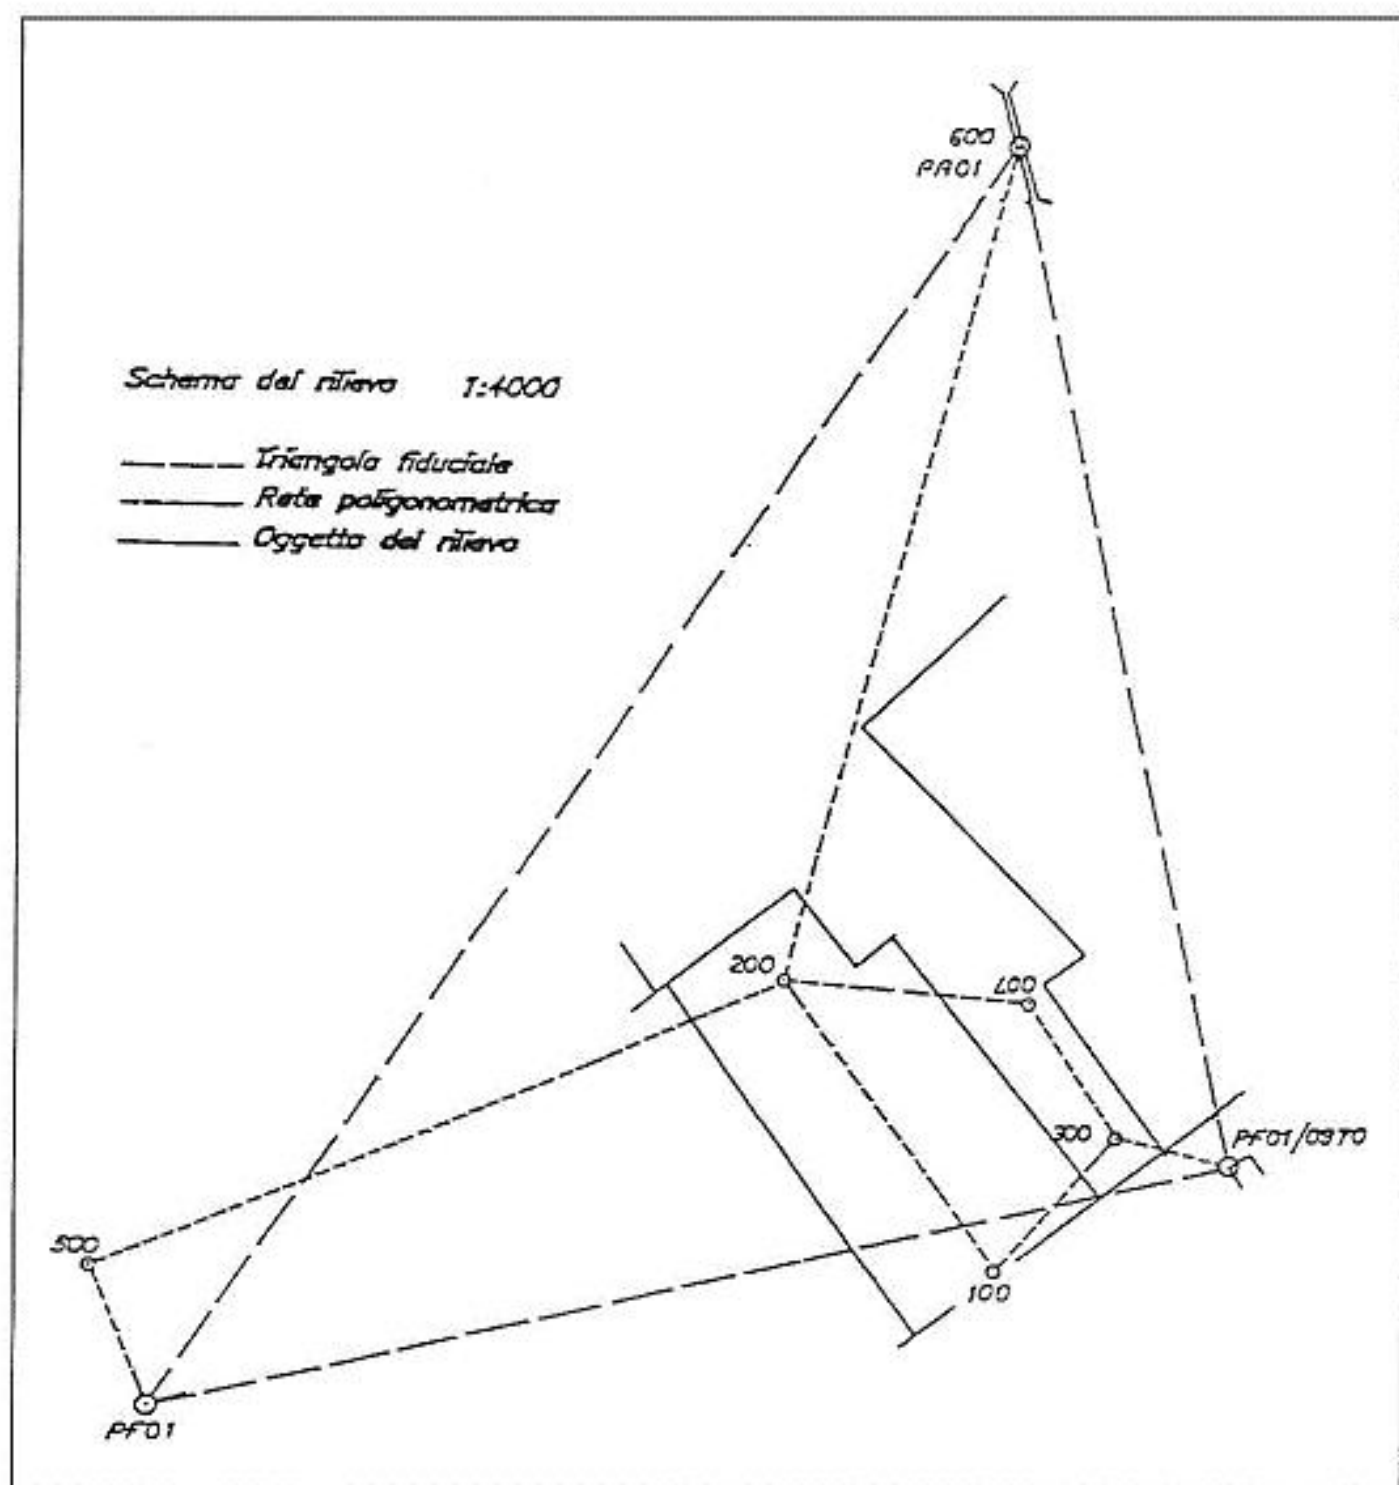 600
PA01
Schema del rilievo 1:4000
Triangolo fiduciale
Rete poligonometrica
Oggetto del rilievo
200
400
300
PF01/0970
500
100
PF01